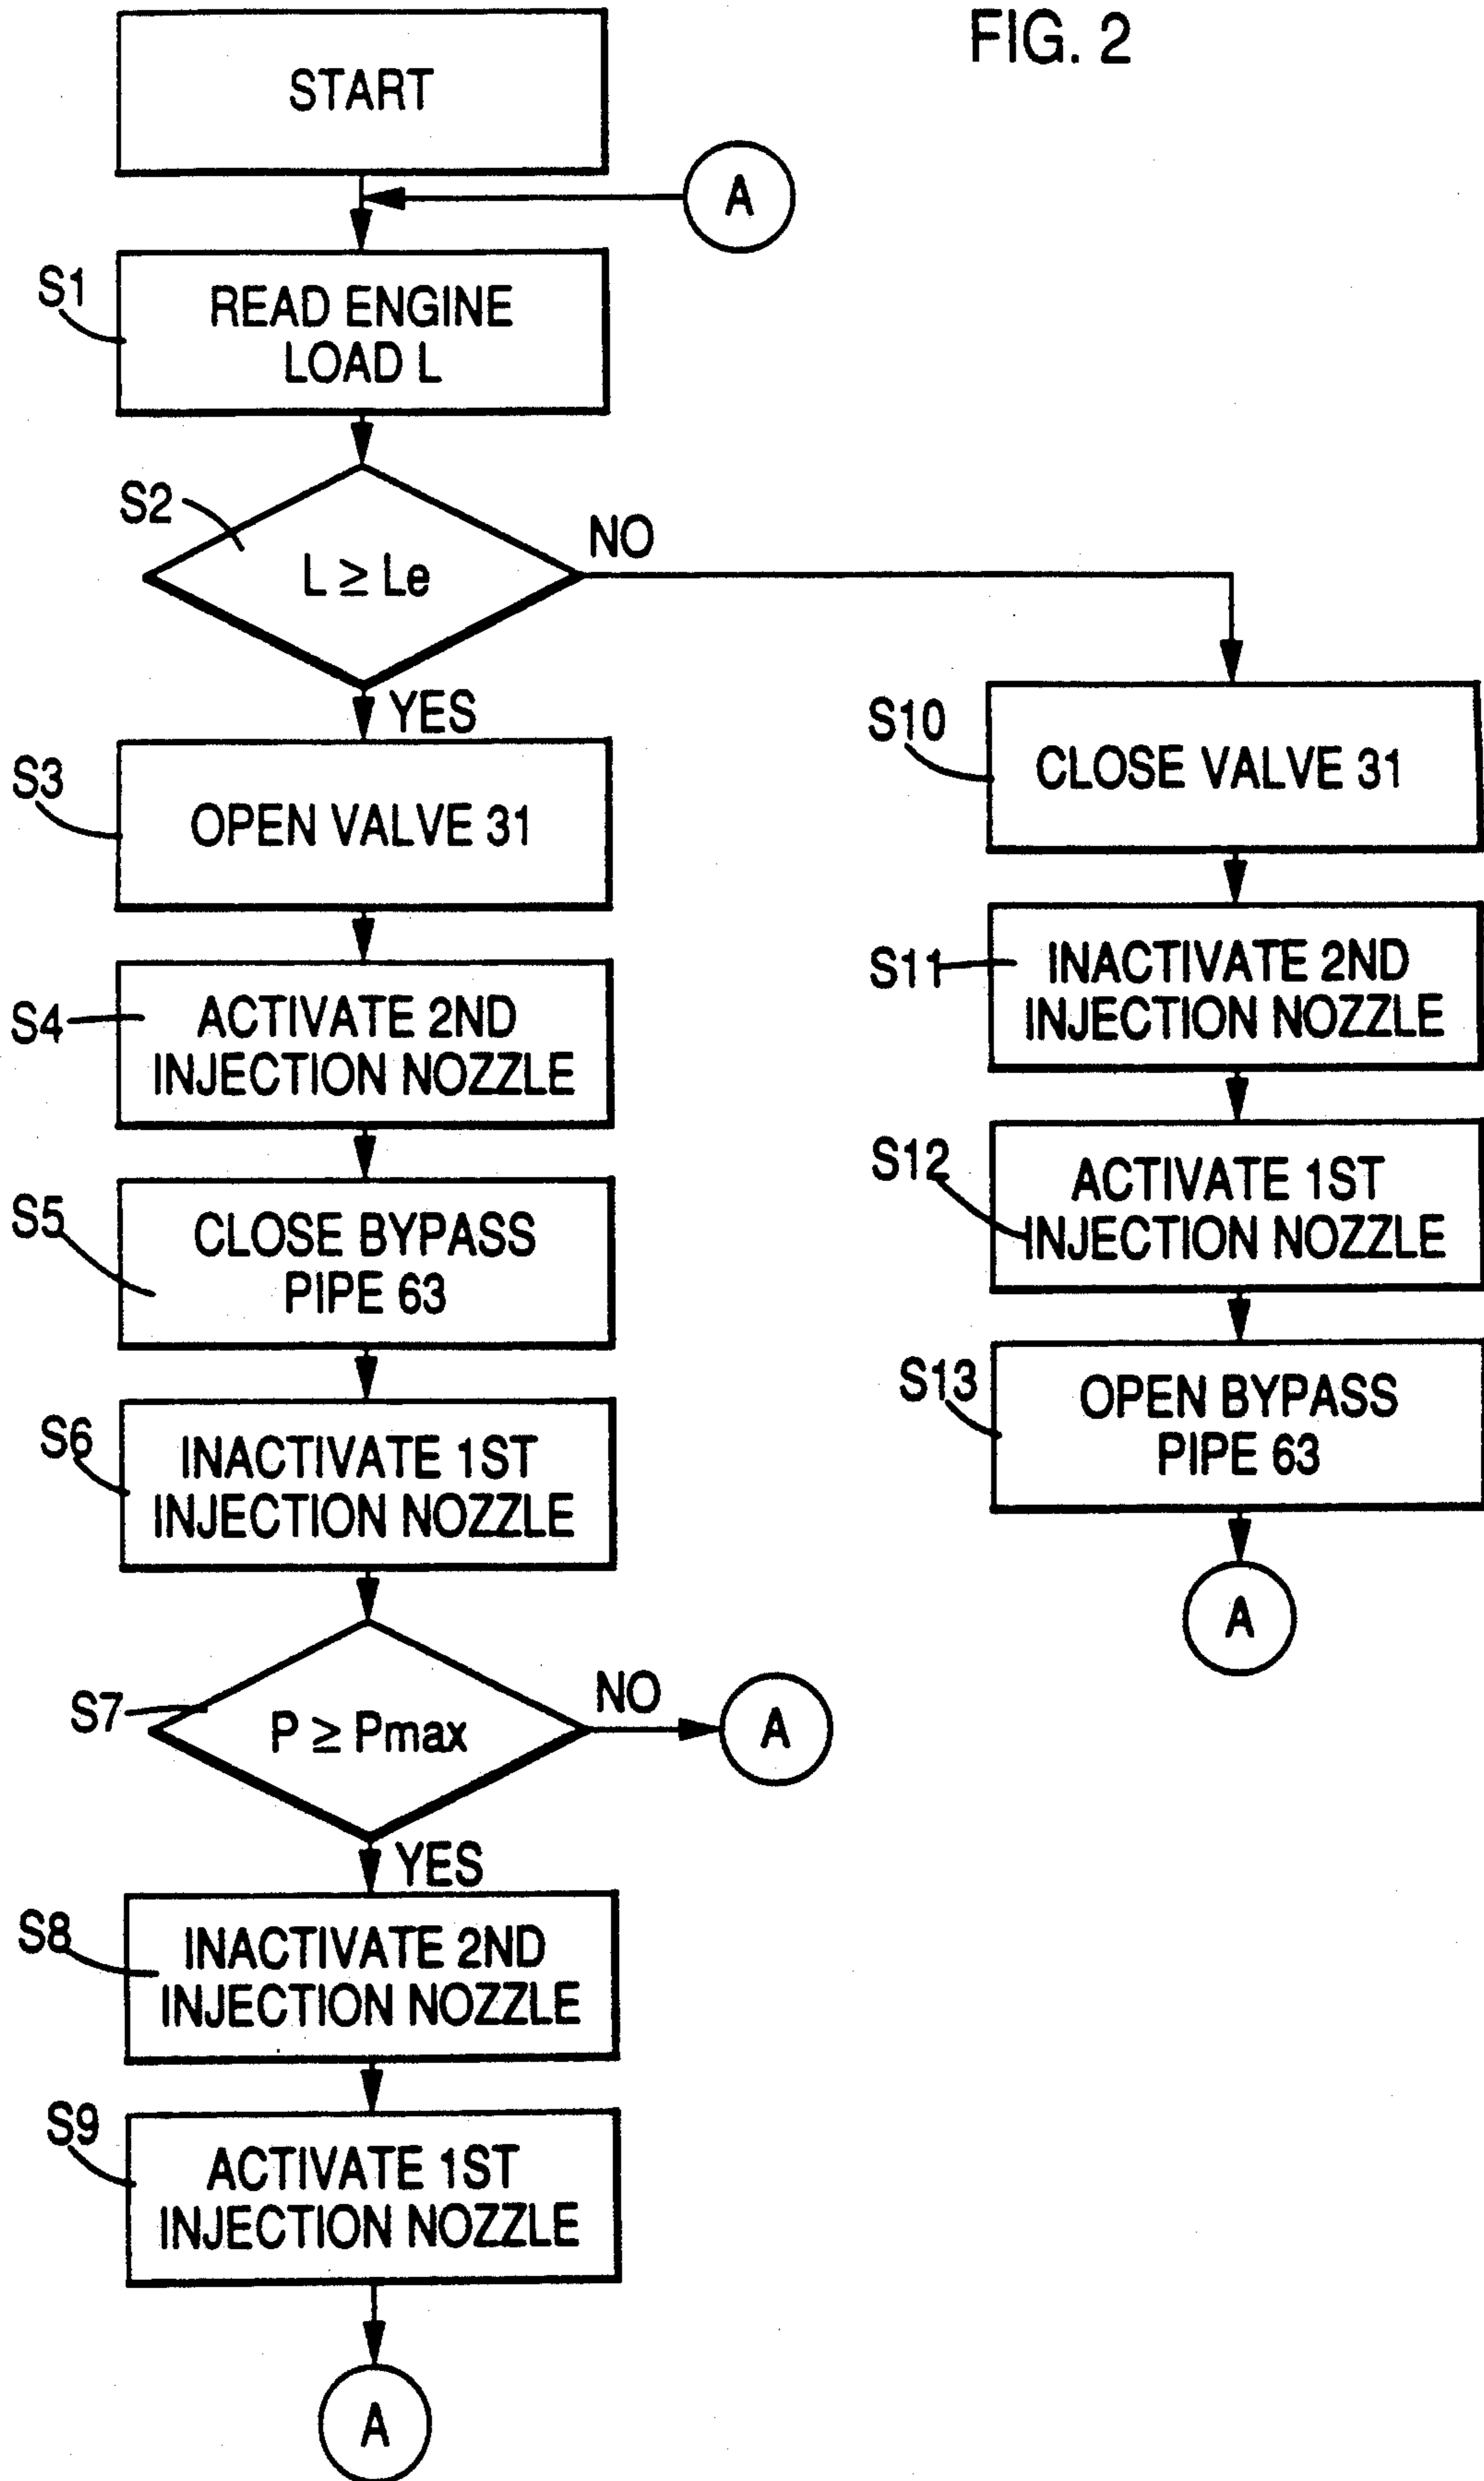 FIG. 2
START
A
S1
READ ENGINE
LOAD L
S2
L ≥ Le
NO
YES
S3
OPEN VALVE 31
S4
ACTIVATE 2ND
INJECTION NOZZLE
S5
CLOSE BYPASS
PIPE 63
S6
INACTIVATE 1ST
INJECTION NOZZLE
S7
P ≥ Pmax
NO
A
YES
S8
INACTIVATE 2ND
INJECTION NOZZLE
S9
ACTIVATE 1ST
INJECTION NOZZLE
A
S10
CLOSE VALVE 31
S11
INACTIVATE 2ND
INJECTION NOZZLE
S12
ACTIVATE 1ST
INJECTION NOZZLE
S13
OPEN BYPASS
PIPE 63
A